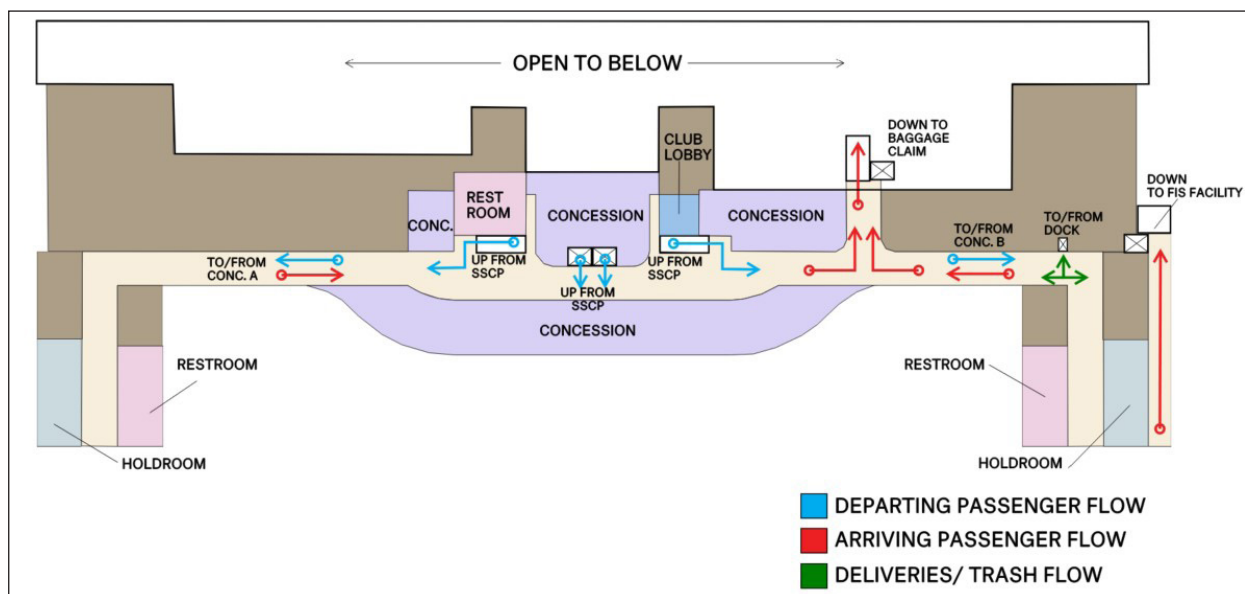 OPEN TO BELOW
DOWN TO
BAGGAGE
CLAIM
CLUB
LOBBY
DOWN
TO FIS FACILITY
REST
ROOM
CONC.
CONCESSION
CONCESSION
TO/FROM
CONC. B
TO/FROM
DOCK
TO/FROM
CONC. A
UP FROM
SSCP
UP FROM
SSCP
UP FROM
SSCP
CONCESSION
RESTROOM
RESTROOM
HOLDROOM
HOLDROOM
DEPARTING PASSENGER FLOW
ARRIVING PASSENGER FLOW
DELIVERIES/ TRASH FLOW